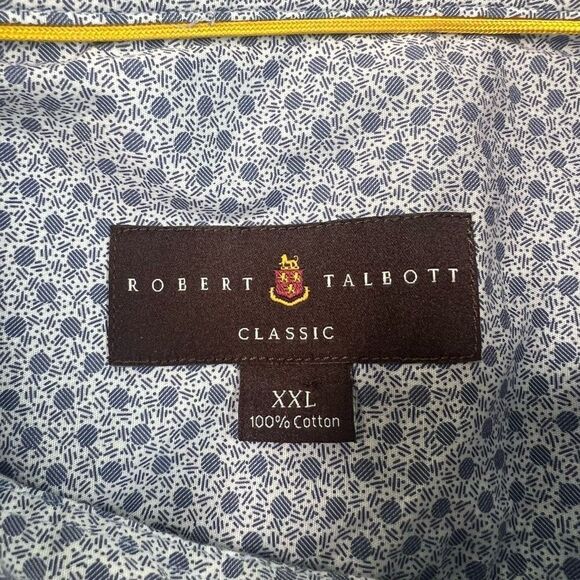 ROBERT TALBOTT
CLASSIC
XXL
100% Cotton